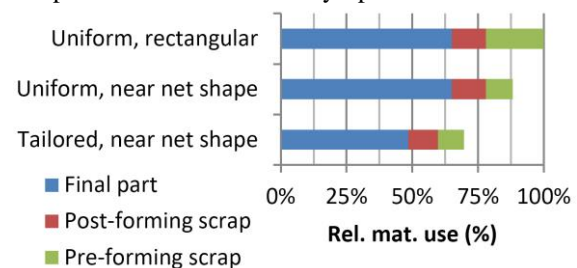 Uniform, rectangular
Uniform, near net shape
Tailored, near net shape
Final part
Post-forming scrap
Pre-forming scrap
0% 25% 50% 75% 100%
Rel. mat. use (%)